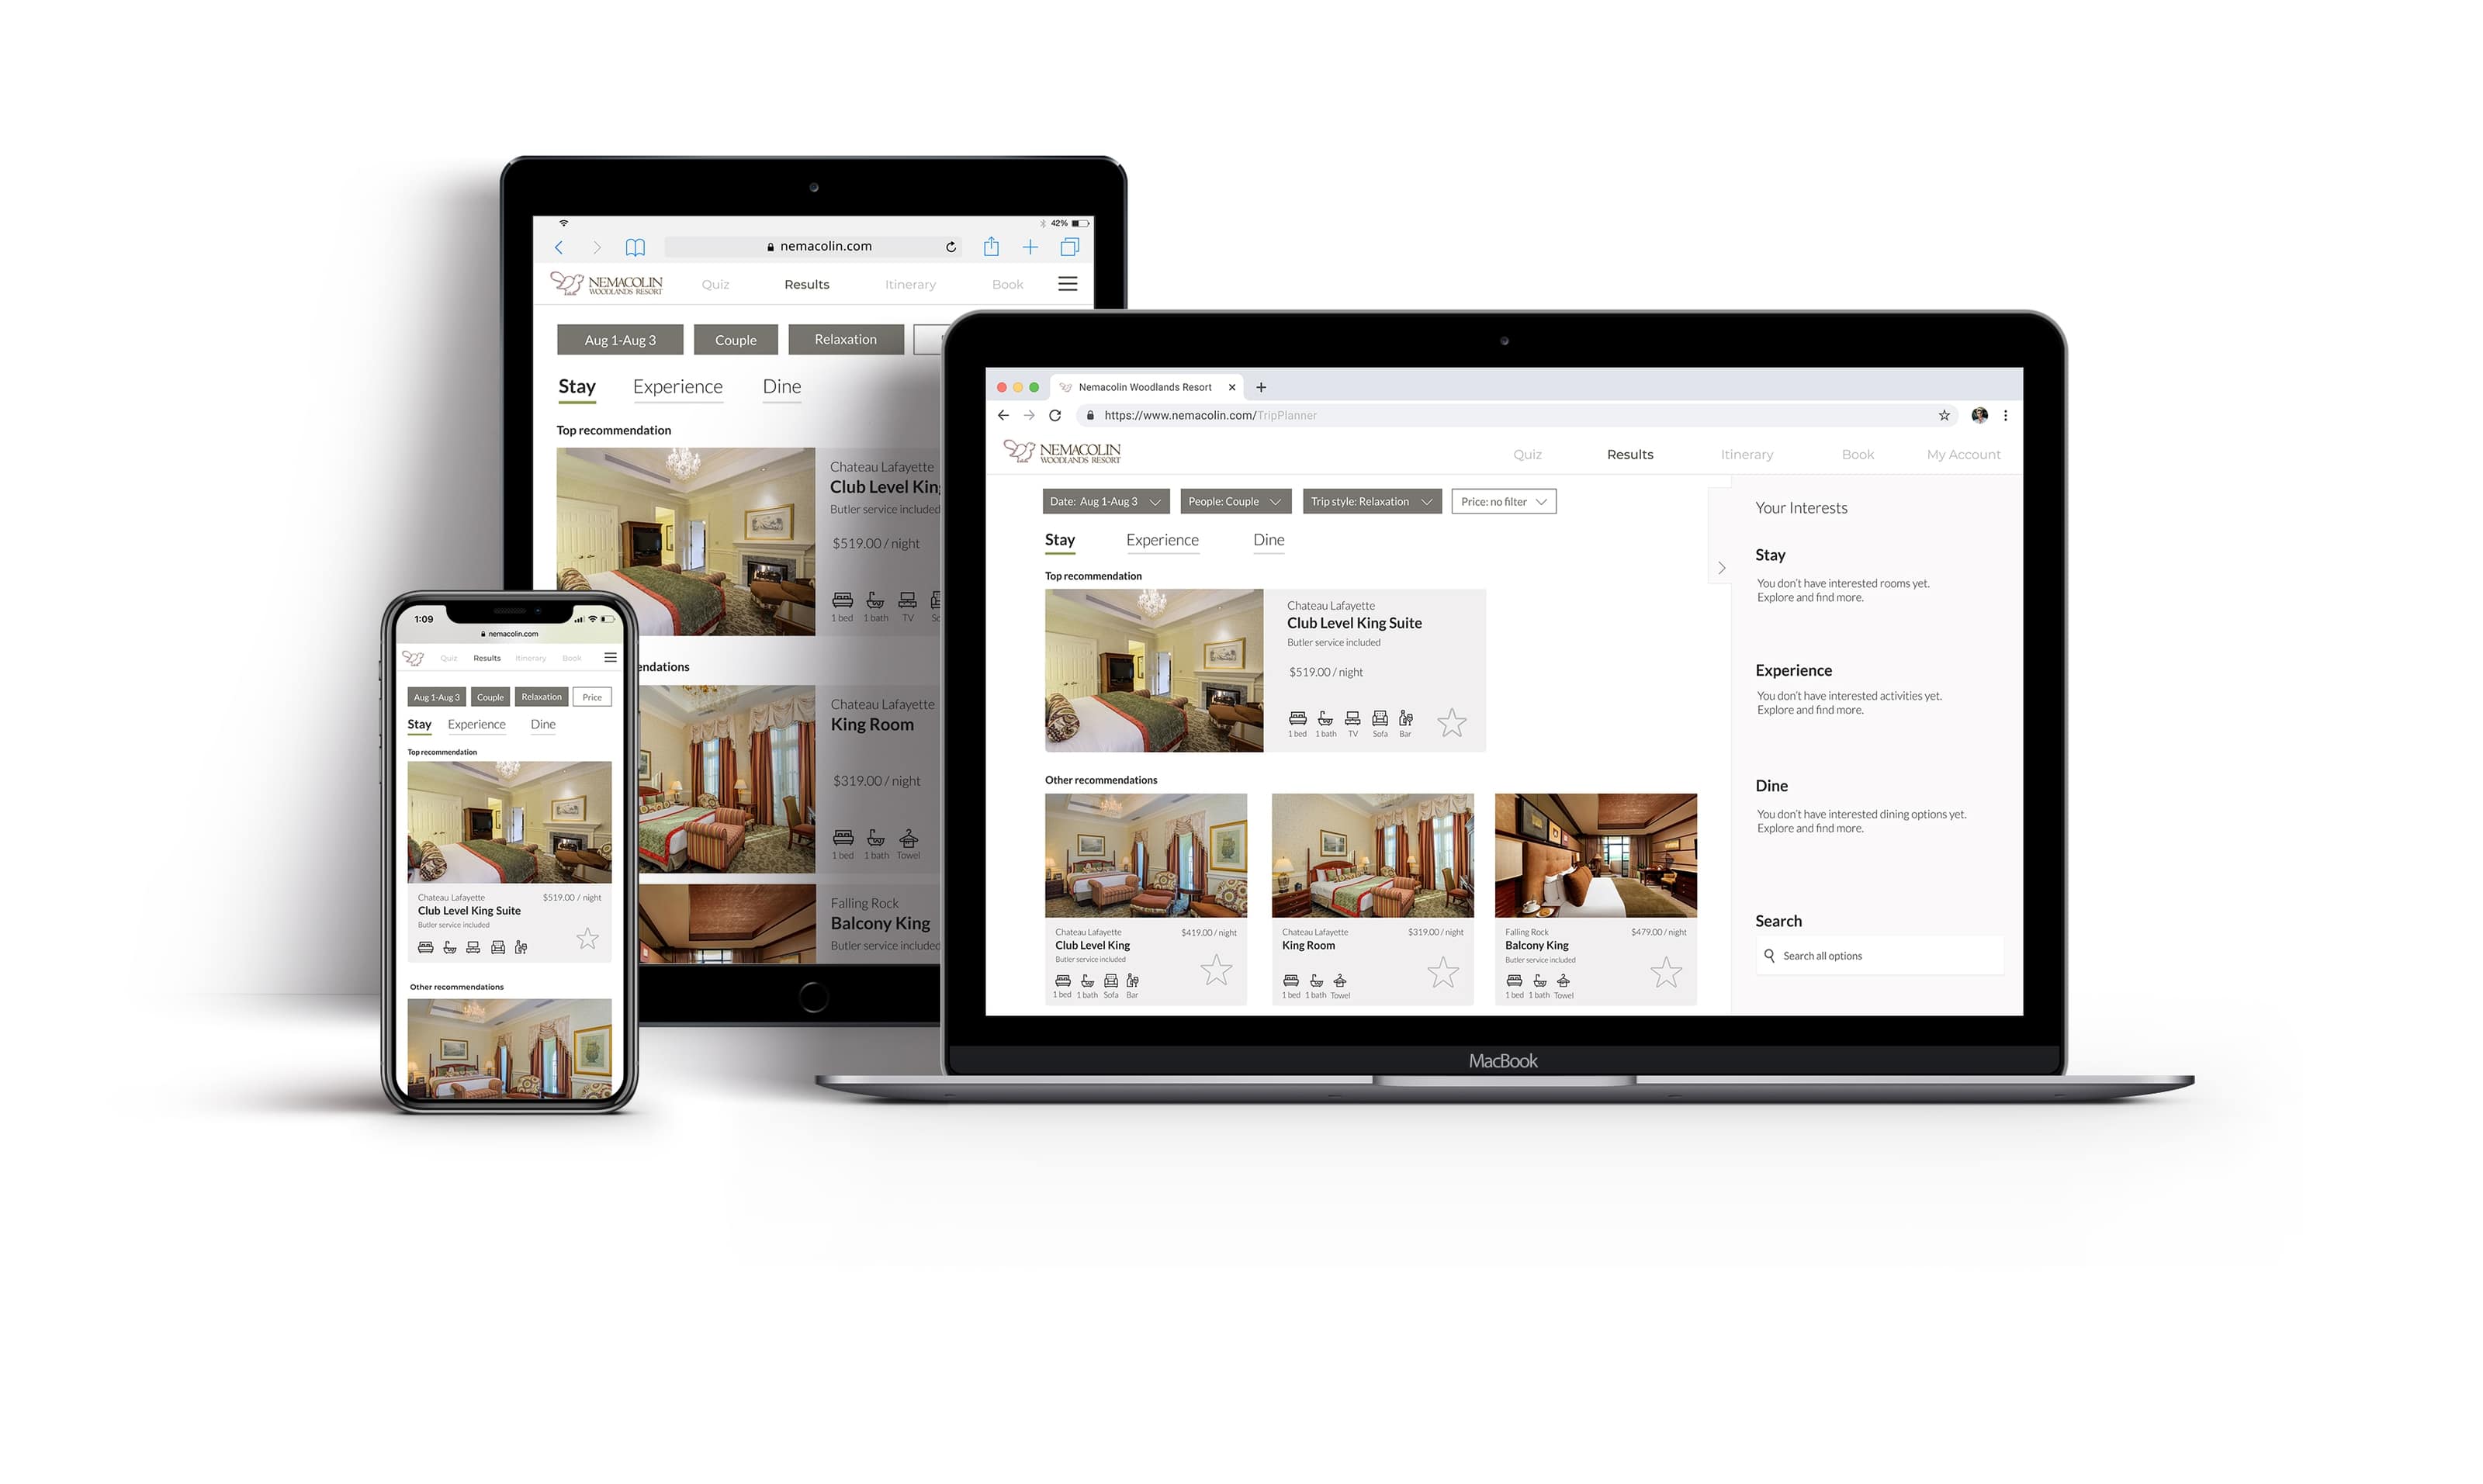 42%
nemacolin.com
NEMACOLIN
WOODLANDS RESORT
Quiz
Results
Itinerary
Book
Aug 1-Aug 3
Couple
Relaxation
Stay
Experience
Dine
Top recommendation
Chateau Lafayette
Club Level King
Butler service included
$519.00 / night
1 bed
1 bath
TV
So
endations
Chateau Lafayette
King Room
$319.00 / night
1 bed
1 bath
Towel
Falling Rock
Balcony King
Butler service included
1:09
nemacolin.com
Quiz
Results
Itinerary
Book
Aug 1-Aug 3
Couple
Relaxation
Price
Stay
Experience
Dine
Top recommendation
Chateau Lafayette
$519.00 / night
Club Level King Suite
Butler service included
Other recommendations
Nemacolin Woodlands Resort
https://www.nemacolin.com/TripPlanner
NEMACOLIN
WOODLANDS RESORT
Quiz
Results
Itinerary
Book
My Account
Date: Aug 1-Aug 3
People: Couple
Trip style: Relaxation
Price: no filter
Stay
Experience
Dine
Top recommendation
Chateau Lafayette
Club Level King Suite
Butler service included
$519.00 / night
1 bed
1 bath
TV
Sofa
Bar
Other recommendations
Chateau Lafayette
$419.00 / night
Club Level King
Butler service included
1 bed
1 bath
Sofa
Bar
Chateau Lafayette
$319.00 / night
King Room
1 bed
1 bath
Towel
Falling Rock
$479.00 / night
Balcony King
Butler service included
1 bed
1 bath
Towel
Your Interests
Stay
You don't have interested rooms yet.
Explore and find more.
Experience
You don't have interested activities yet.
Explore and find more.
Dine
You don't have interested dining options yet.
Explore and find more.
Search
Search all options
MacBook